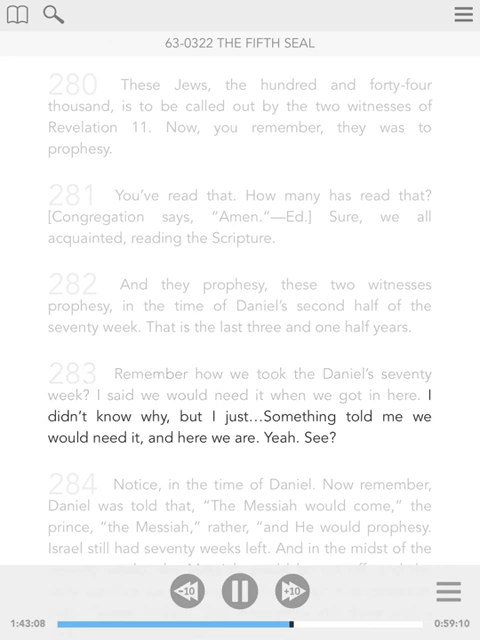 63-0322 THE FIFTH SEAL
280 These Jews, the hundred and forty-four
thousand, is to be called out by the two witnesses of
Revelation 11. Now, you remember, they was to
prophesy.
281 You’ve read that. How many has read that?
[Congregation says, “Amen.”—Ed.] Sure, we all
acquainted, reading the Scripture.
282 And they prophesy, these two witnesses
prophesy, in the time of Daniel’s second half of the
seventy week. That is the last three and one half years.
283 Remember how we took the Daniel’s seventy
week? I said we would need it when we got in here. I
didn’t know why, but I just…Something told me we
would need it, and here we are. Yeah. See?
284 Notice, in the time of Daniel. Now remember,
Daniel was told that, “The Messiah would come,” the
prince, “the Messiah,” rather, “and He would prophesy.
Israel still had seventy weeks left. And in the midst of the
-10
+10
1:43:08
0:59:10